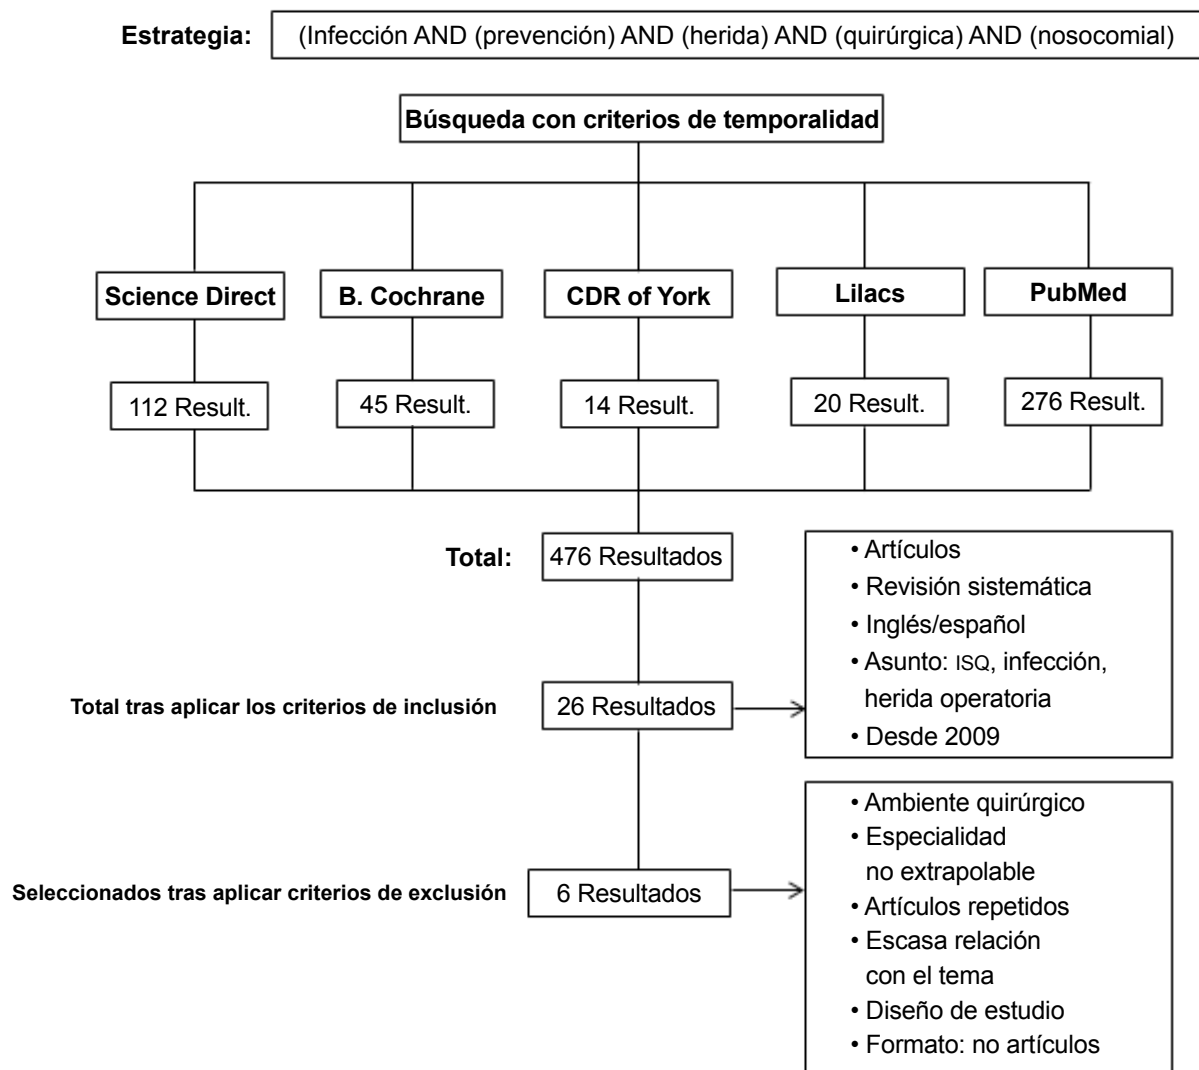 Estrategia:
(Infección AND (prevención) AND (herida) AND (quirúrgica) AND (nosocomial)
Búsqueda con criterios de temporalidad
Science Direct
B. Cochrane
CDR of York
Lilacs
PubMed
112 Result.
45 Result.
14 Result.
20 Result.
276 Result.
Total:
476 Resultados
• Artículos
• Revisión sistemática
• Inglés/español
• Asunto: ISQ, infección,
herida operatoria
• Desde 2009
Total tras aplicar los criterios de inclusión
26 Resultados
• Ambiente quirúrgico
• Especialidad
no extrapolable
• Artículos repetidos
• Escasa relación
con el tema
• Diseño de estudio
• Formato: no artículos
Seleccionados tras aplicar criterios de exclusión
6 Resultados